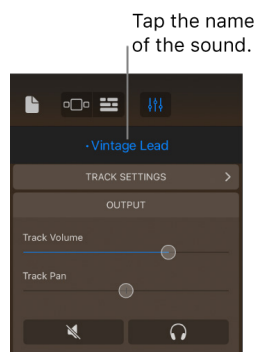 Tap the name
of the sound.
• Vintage Lead
TRACK SETTINGS
OUTPUT
Track Volume
Track Pan